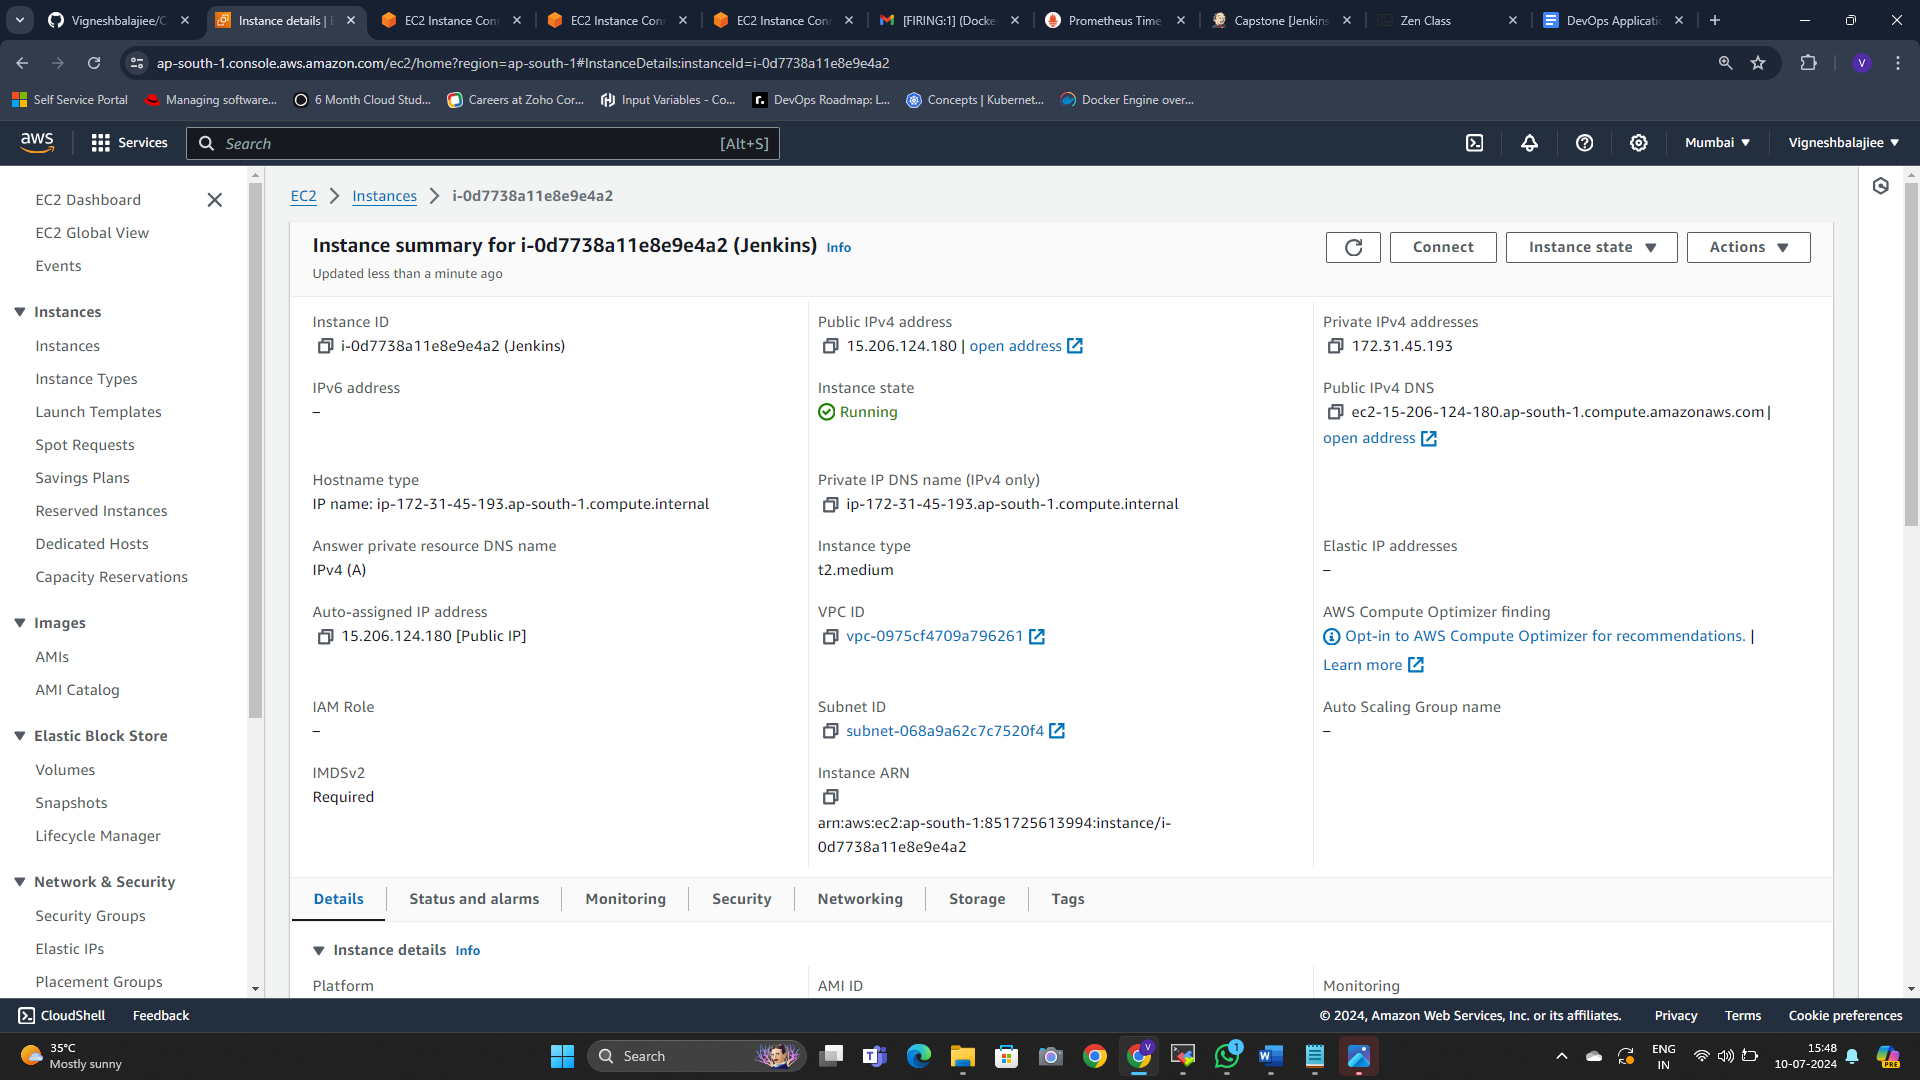 Vigneshbalajiee/C
Instance details |
EC2 Instance Con
EC2 Instance Con
EC2 Instance Con
[FIRING:1] (Docke
Prometheus Time
Capstone [Jenkins
Zen Class
DevOps Applicati
ap-south-1.console.aws.amazon.com/ec2/home?region=ap-south-1#InstanceDetails:instanceId=i-0d7738a11e8e9e4a2
V
Self Service Portal
Managing software...
6 Month Cloud Stud...
Careers at Zoho Cor...
Input Variables - Co...
DevOps Roadmap: L...
Concepts | Kubernet...
Docker Engine over...
aws
Services
Search
[Alt+S]
Mumbai
Vigneshbalajiee
EC2 Dashboard
EC2 Global View
Events
Instances
Instances
Instance Types
Launch Templates
Spot Requests
Savings Plans
Reserved Instances
Dedicated Hosts
Capacity Reservations
Images
AMIs
AMI Catalog
Elastic Block Store
Volumes
Snapshots
Lifecycle Manager
Network & Security
Security Groups
Elastic IPs
Placement Groups
EC2 > Instances > i-0d7738a11e8e9e4a2
Instance summary for i-0d7738a11e8e9e4a2 (Jenkins) Info
Updated less than a minute ago
Connect
Instance state
Actions
Instance ID
i-0d7738a11e8e9e4a2 (Jenkins)
Public IPv4 address
15.206.124.180 | open address
Private IPv4 addresses
172.31.45.193
IPv6 address
–
Instance state
Running
Public IPv4 DNS
ec2-15-206-124-180.ap-south-1.compute.amazonaws.com |
open address
Hostname type
IP name: ip-172-31-45-193.ap-south-1.compute.internal
Private IP DNS name (IPv4 only)
ip-172-31-45-193.ap-south-1.compute.internal
Answer private resource DNS name
IPv4 (A)
Instance type
t2.medium
Elastic IP addresses
–
Auto-assigned IP address
15.206.124.180 [Public IP]
VPC ID
vpc-0975cf4709a796261
AWS Compute Optimizer finding
Opt-in to AWS Compute Optimizer for recommendations. |
Learn more
IAM Role
–
Subnet ID
subnet-068a9a62c7c7520f4
Auto Scaling Group name
–
IMDSv2
Required
Instance ARN
arn:aws:ec2:ap-south-1:851725613994:instance/i-
0d7738a11e8e9e4a2
Details
Status and alarms
Monitoring
Security
Networking
Storage
Tags
Instance details Info
Platform
AMI ID
Monitoring
CloudShell
Feedback
© 2024, Amazon Web Services, Inc. or its affiliates.
Privacy
Terms
Cookie preferences
35°C
Mostly sunny
Search
1
ENG
IN
15:48
10-07-2024
PRE